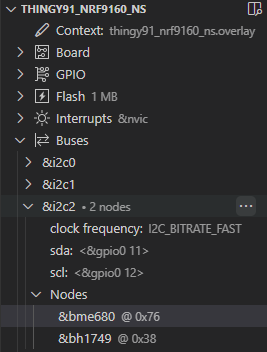 THINGY91_NRF9160_NS
Context: thingy91_nrf9160_ns.overlay
Board
GPIO
Flash 1 MB
Interrupts &nvic
Buses
&i2c0
&i2c1
&i2c2 • 2 nodes ···
clock frequency: I2C_BITRATE_FAST
sda: <&gpio0 11>
scl: <&gpio0 12>
Nodes
&bme680 @ 0x76
&bh1749 @ 0x38